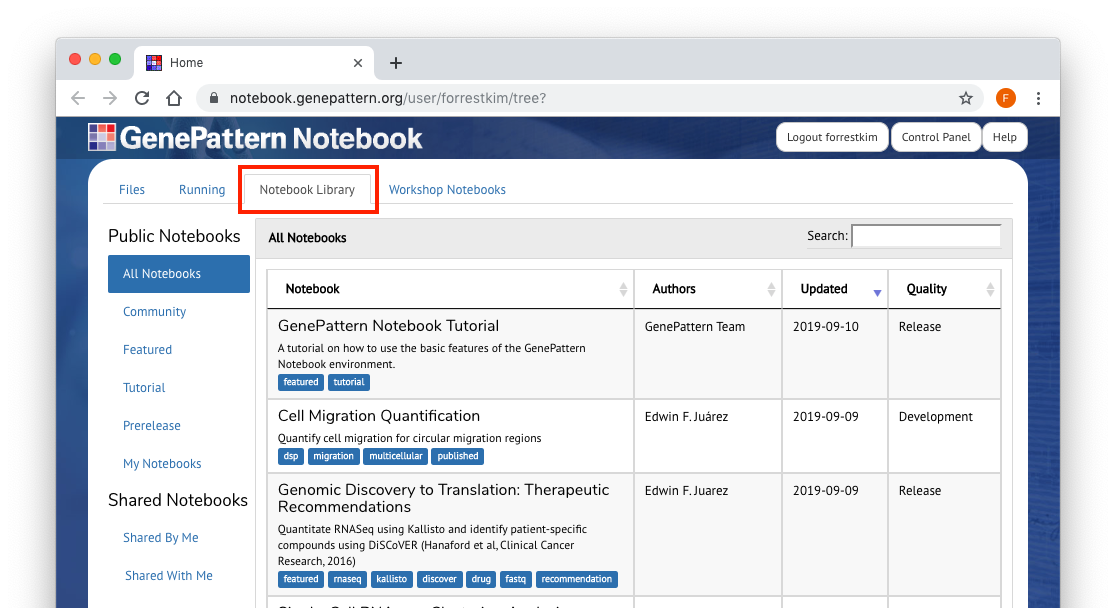 Home
notebook.genepattern.org/user/forrestkim/tree?
F
GenePattern Notebook
Logout forrestkim
Control Panel
Help
Files
Running
Notebook Library
Workshop Notebooks
Public Notebooks
All Notebooks
Community
Featured
Tutorial
Prerelease
My Notebooks
Shared Notebooks
Shared By Me
Shared With Me
All Notebooks
Search:
Notebook
Authors
Updated
Quality
GenePattern Notebook Tutorial
A tutorial on how to use the basic features of the GenePattern
Notebook environment.
featured tutorial
GenePattern Team
2019-09-10
Release
Cell Migration Quantification
Quantify cell migration for circular migration regions
dsp migration multicellular published
Edwin F. Juárez
2019-09-09
Development
Genomic Discovery to Translation: Therapeutic
Recommendations
Quantitate RNASeq using Kallisto and identify patient-specific
compounds using DiSCoVER (Hanaford et al, Clinical Cancer
Research, 2016)
featured rnaseq kallisto discover drug fastq recommendation
Edwin F. Juarez
2019-09-09
Release